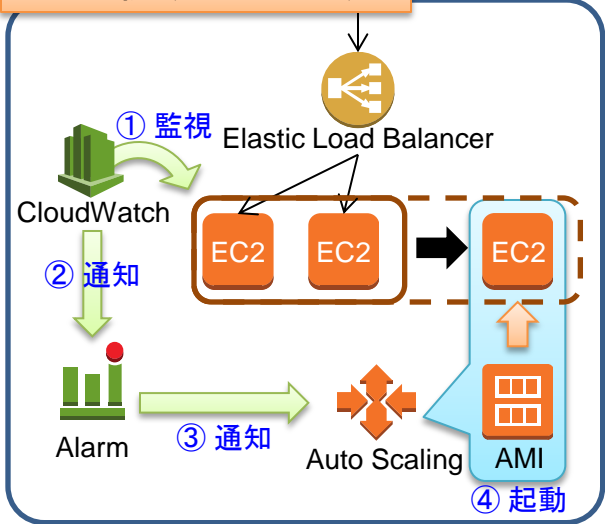 ① 監視
Elastic Load Balancer
CloudWatch
EC2
EC2
EC2
② 通知
Alarm
③ 通知
Auto Scaling
AMI
④ 起動